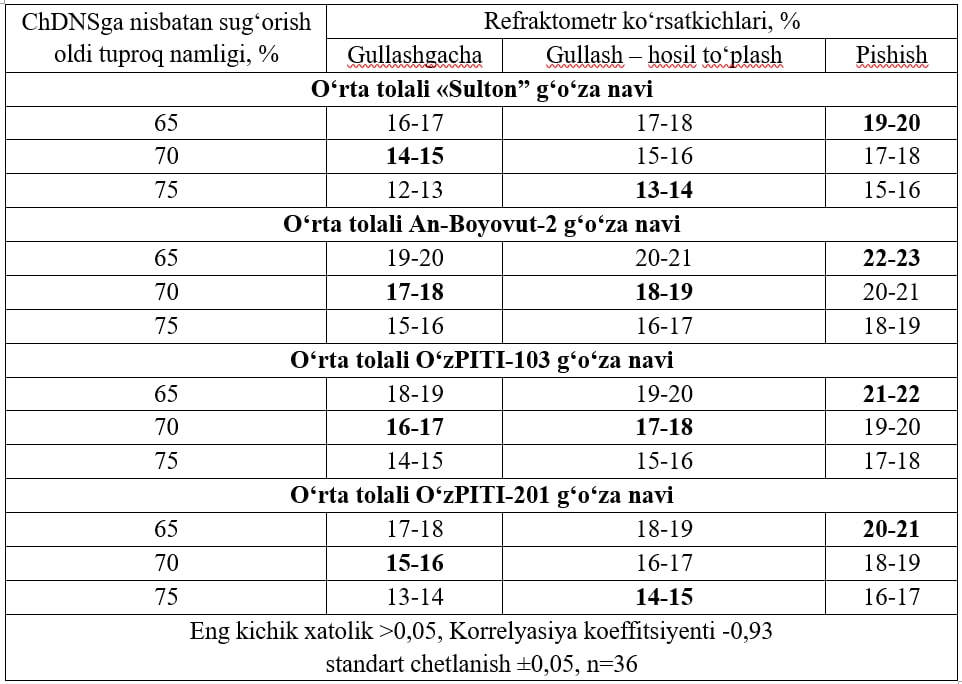 ChDNSga nisbatan sug‘orish
oldi tuproq namligi, %
Refraktometr ko‘rsatkichlari, %
Gullashgacha Gullash – hosil to‘plash Pishish
O‘rta tolali «Sulton” g‘o‘za navi
65 16-17 17-18 19-20
70 14-15 15-16 17-18
75 12-13 13-14 15-16
O‘rta tolali An-Boyovut-2 g‘o‘za navi
65 19-20 20-21 22-23
70 17-18 18-19 20-21
75 15-16 16-17 18-19
O‘rta tolali O‘zPITI-103 g‘o‘za navi
65 18-19 19-20 21-22
70 16-17 17-18 19-20
75 14-15 15-16 17-18
O‘rta tolali O‘zPITI-201 g‘o‘za navi
65 17-18 18-19 20-21
70 15-16 16-17 18-19
75 13-14 14-15 16-17
Eng kichik xatolik >0,05, Korrelyasiya koeffitsiyenti -0,93
standart chetlanish ±0,05, n=36